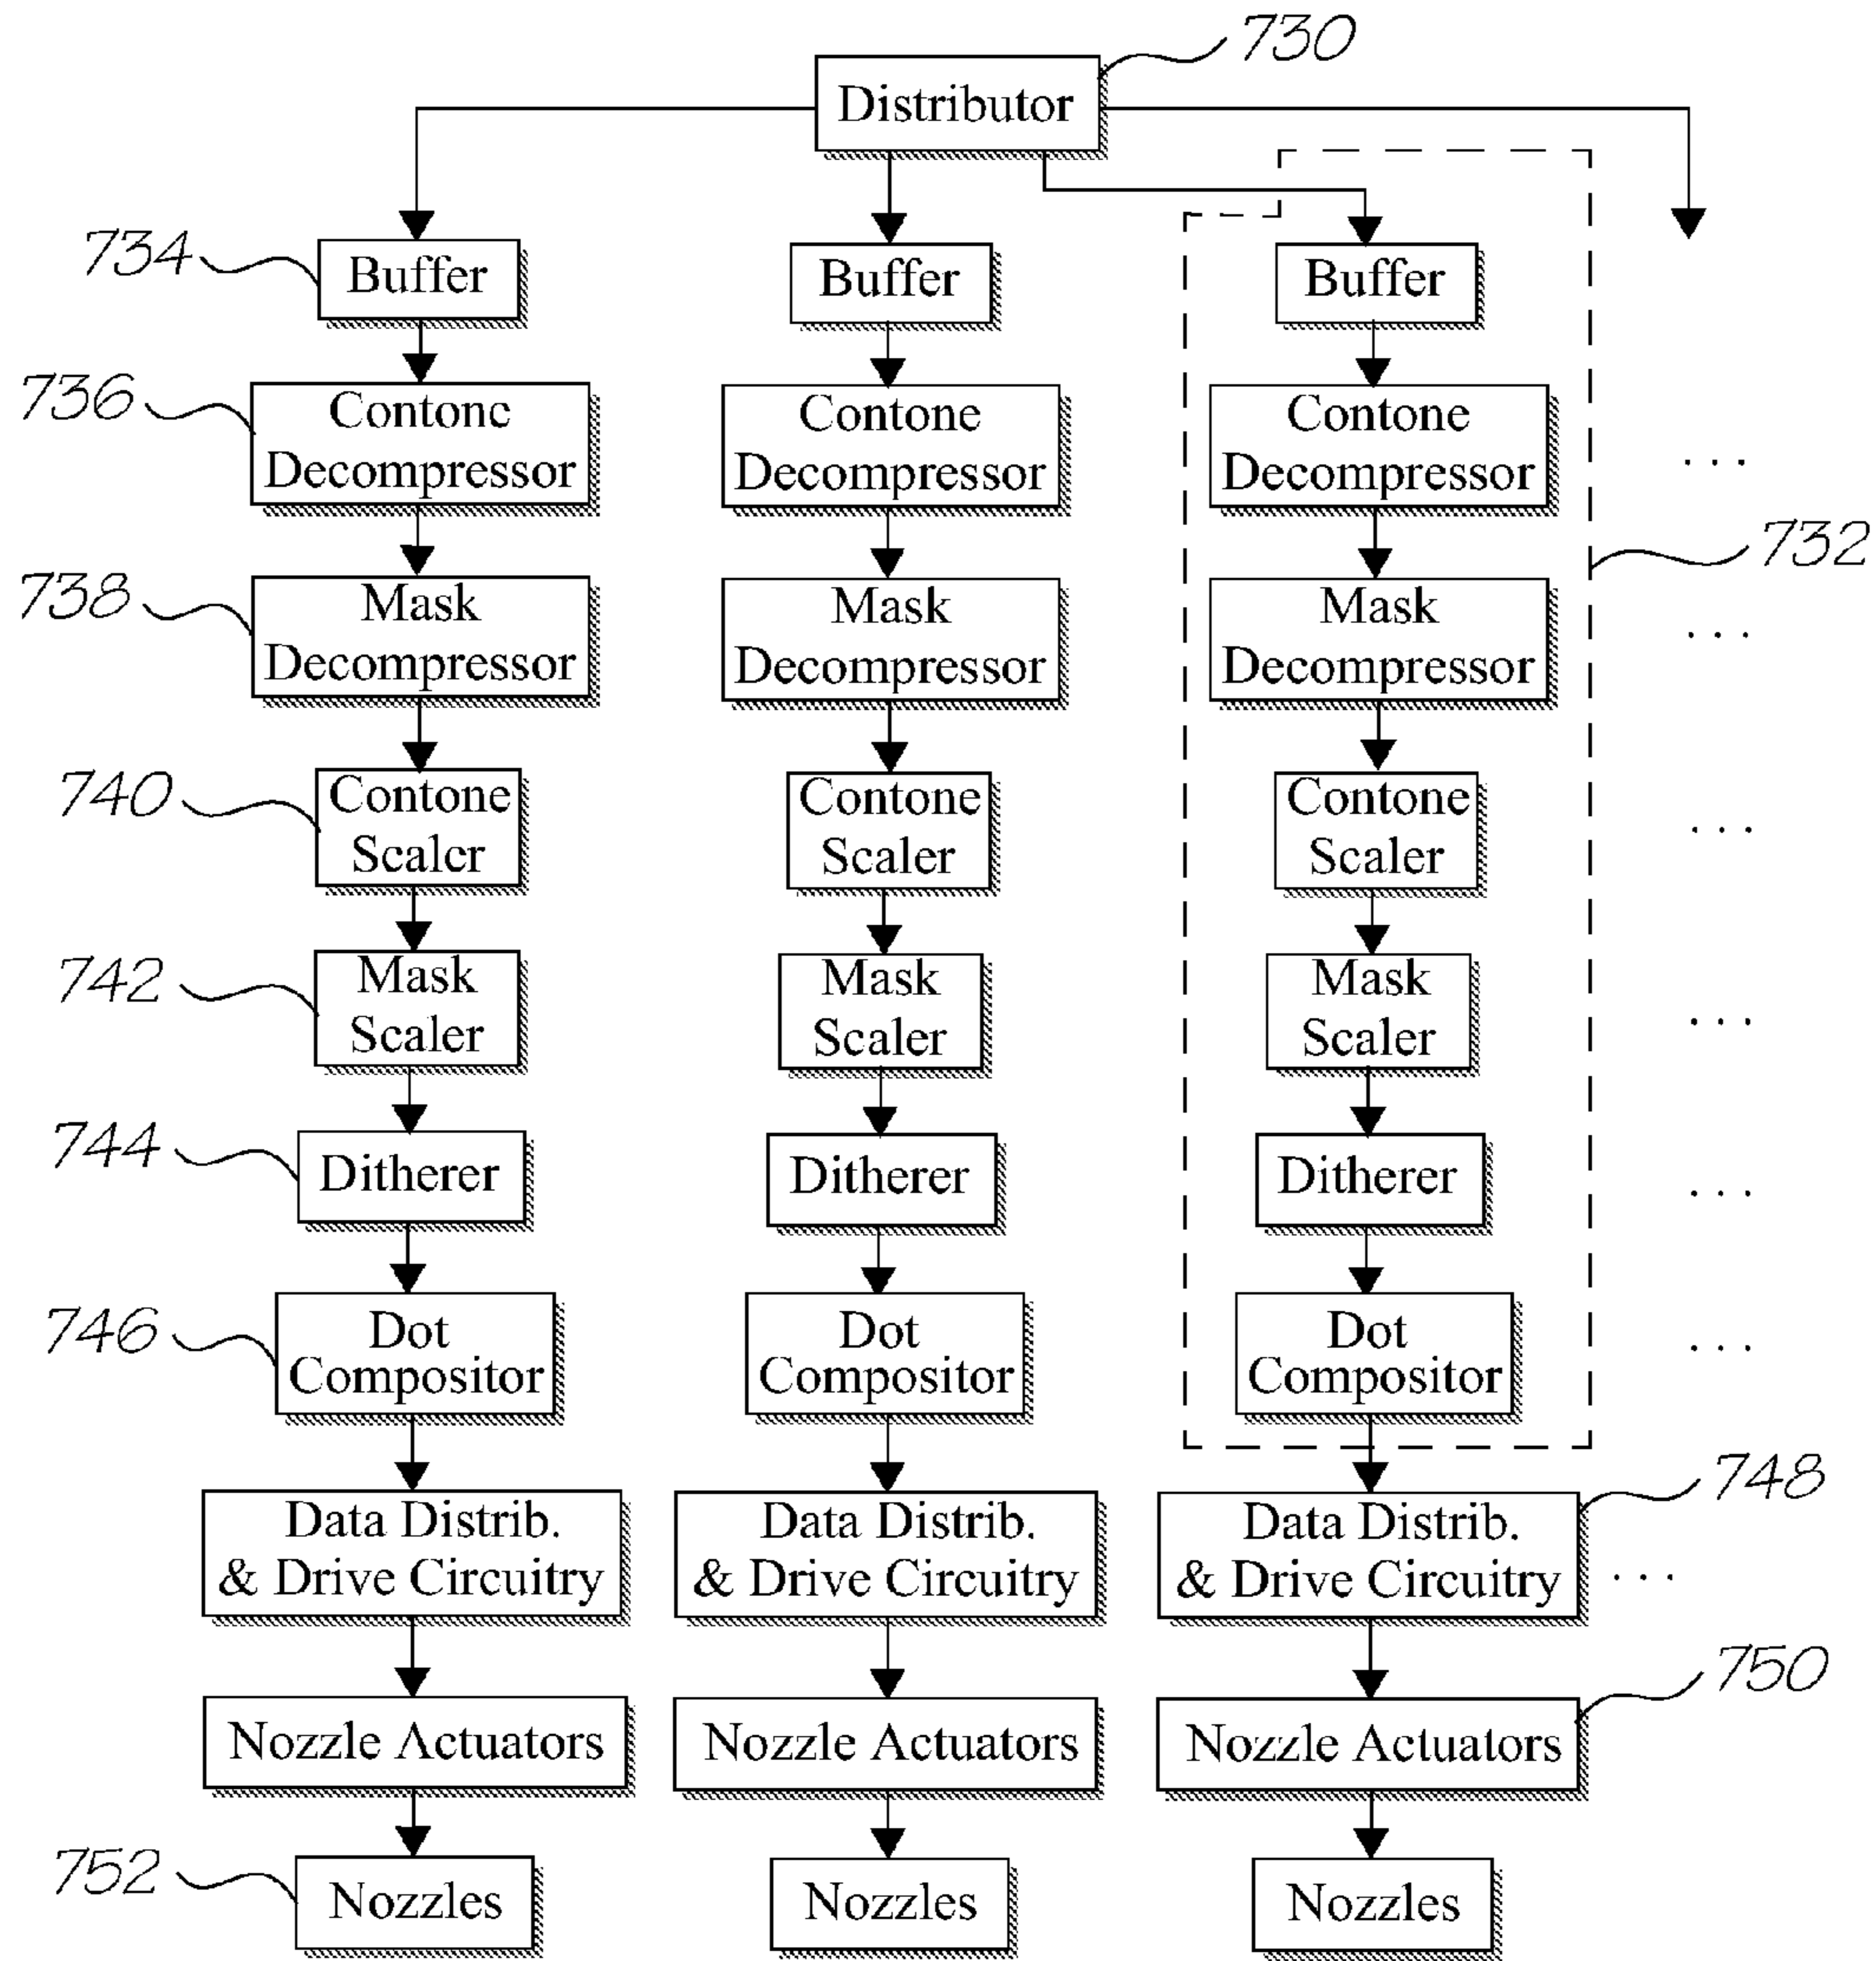 730
Distributor
734
Buffer
Buffer
Buffer
736
Contone
Decompressor
Contone
Decompressor
Contone
Decompressor
...
732
738
Mask
Decompressor
Mask
Decompressor
Mask
Decompressor
...
740
Contone
Scaler
Contone
Scaler
Contone
Scaler
...
742
Mask
Scaler
Mask
Scaler
Mask
Scaler
...
744
Ditherer
Ditherer
Ditherer
...
746
Dot
Compositor
Dot
Compositor
Dot
Compositor
...
748
Data Distrib.
& Drive Circuitry
Data Distrib.
& Drive Circuitry
Data Distrib.
& Drive Circuitry
...
750
Nozzle Actuators
Nozzle Actuators
Nozzle Actuators
752
Nozzles
Nozzles
Nozzles